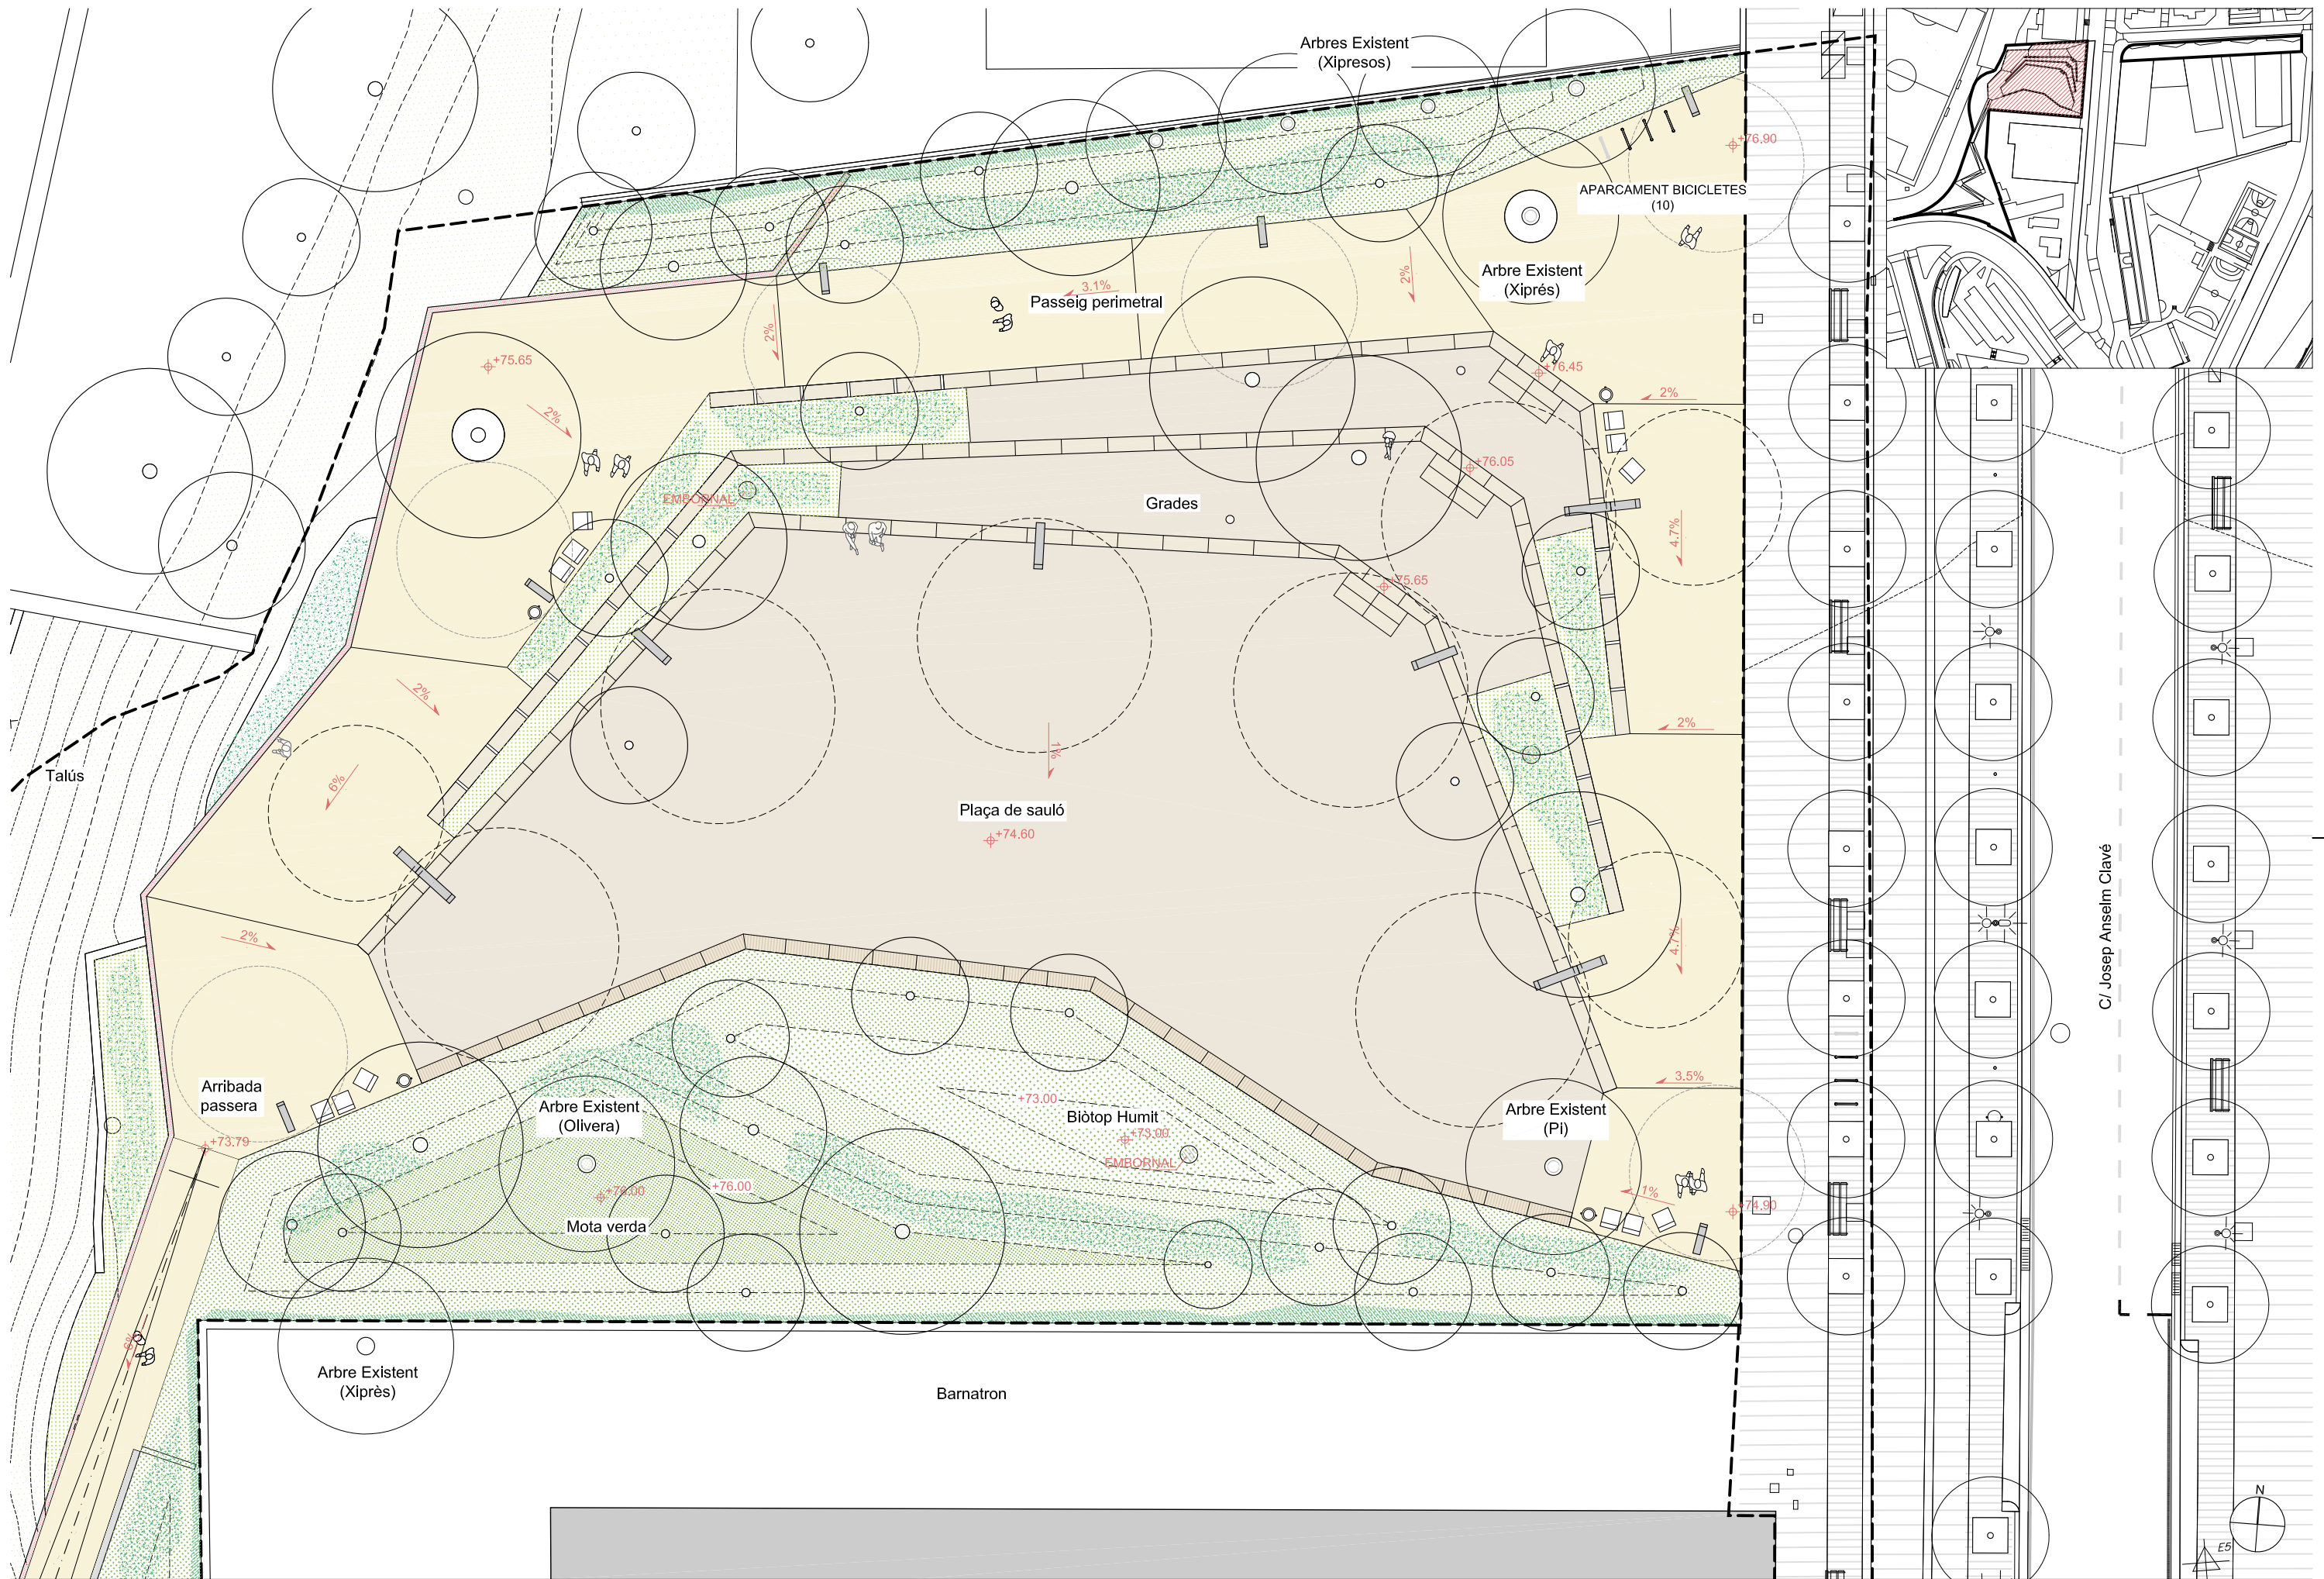 Arbres Existent
(Xipresos)
+76.90
APARCAMENT BICICLETES
(10)
Arbre Existent
(Xiprés)
2%
3.1%
Passeig perimetral
2%
+75.65
+76.45
2%
2%
+76.05
EMBORNAL
Grades
4.7%
+75.65
2%
2%
1%
Talús
6%
Plaça de sauló
+74.60
C/ Josep Anselm Clavé
2%
4.7%
3.5%
Arribada
passera
Arbre Existent
(Olivera)
+73.00
Biòtop Humit
Arbre Existent
(Pi)
+73.79
+73.00
EMBORNAL
+76.00
+76.00
1%
+74.90
Mota verda
6%
Arbre Existent
(Xiprès)
Barnatron
N
E5